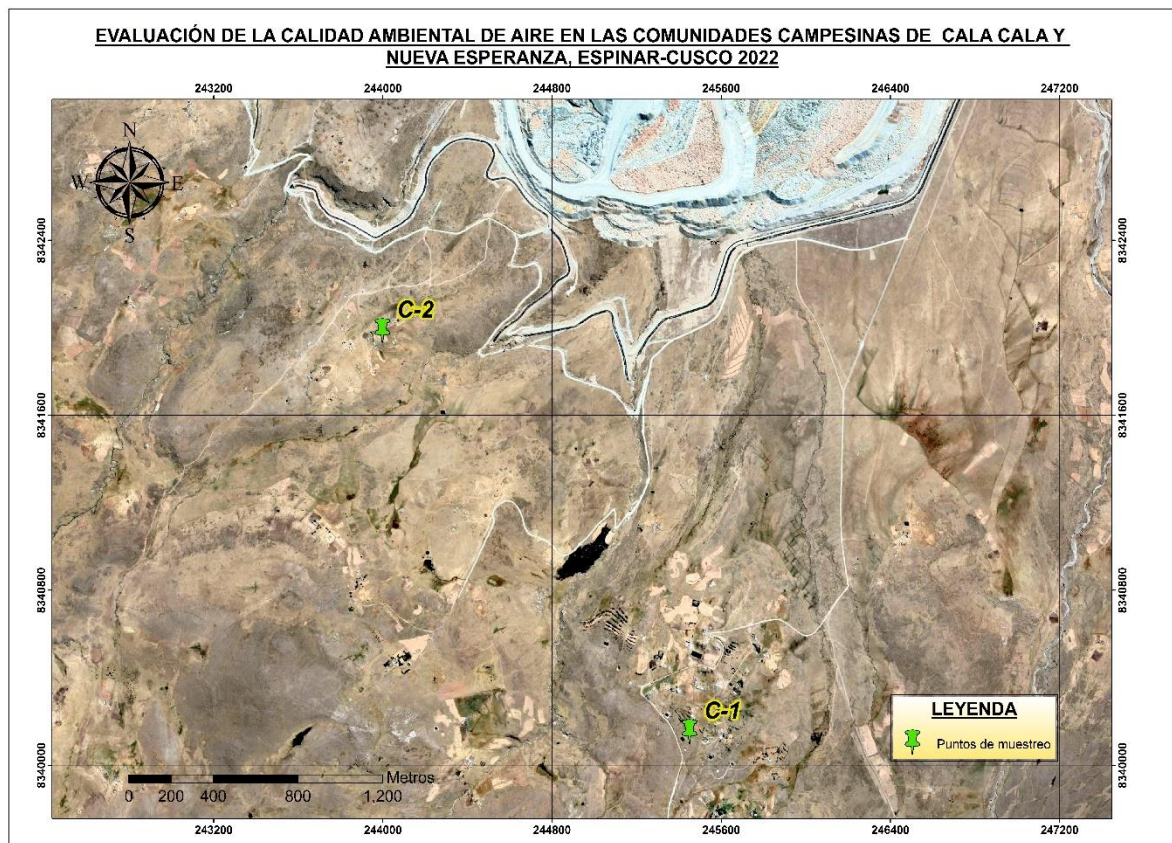 EVALUACIÓN DE LA CALIDAD AMBIENTAL DE AIRE EN LAS COMUNIDADES CAMPESINAS DE CALA CALA Y
NUEVA ESPERANZA, ESPINAR-CUSCO 2022
243200 244000 244800 245600 246400 247200
N
W E
S
8342400 8342400
C-2
8341600 8341600
8340800 8340800
C-1
LEYENDA
Puntos de muestreo
8340000 8340000
Metros
0 200 400 800 1,200
243200 244000 244800 245600 246400 247200